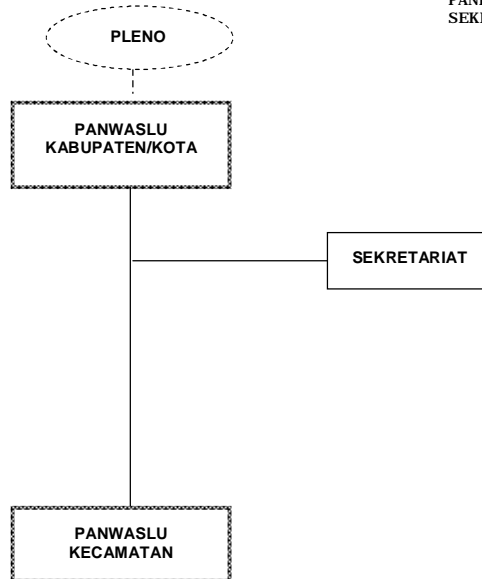 PLENO
PANWASLU
KABUPATEN/KOTA
SEKRETARIAT
PANWASLU
KECAMATAN